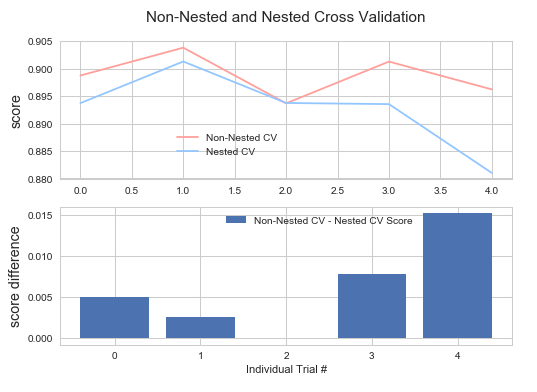 Non-Nested and Nested Cross Validation
0.905
0.900
0.895
0.890
0.885
0.880
score
Non-Nested CV
Nested CV
0.0 0.5 1.0 1.5 2.0 2.5 3.0 3.5 4.0
0.015
0.010
0.005
0.000
score difference
Non-Nested CV - Nested CV Score
0 1 2 3 4
Individual Trial #